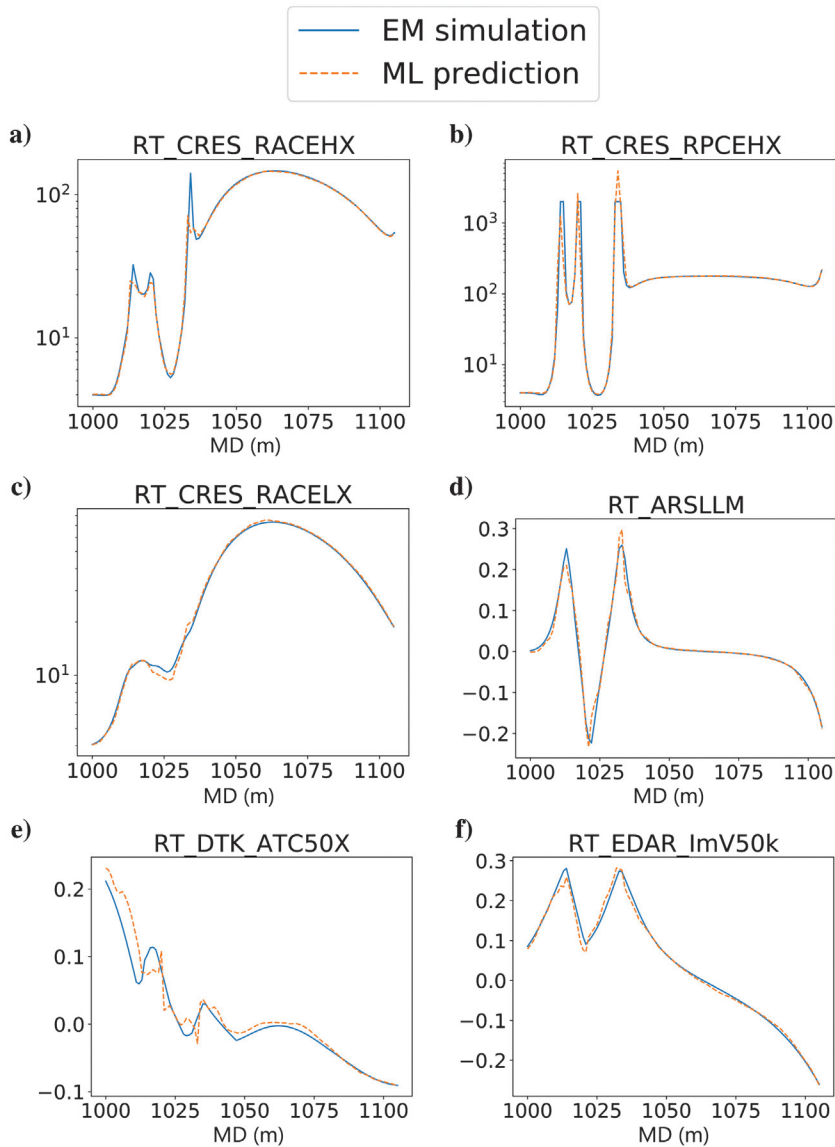 EM simulation
ML prediction
a)
RT_CRES_RACEHX
10²
10¹
1000 1025 1050 1075 1100
MD (m)
b)
RT_CRES_RPCEHX
10³
10²
10¹
1000 1025 1050 1075 1100
MD (m)
c)
RT_CRES_RACELX
10¹
1000 1025 1050 1075 1100
MD (m)
d)
RT_ARSLLM
0.3
0.2
0.1
0.0
−0.1
−0.2
1000 1025 1050 1075 1100
MD (m)
e)
RT_DTK_ATC50X
0.2
0.1
0.0
−0.1
1000 1025 1050 1075 1100
MD (m)
f)
RT_EDAR_ImV50k
0.3
0.2
0.1
0.0
−0.1
−0.2
1000 1025 1050 1075 1100
MD (m)